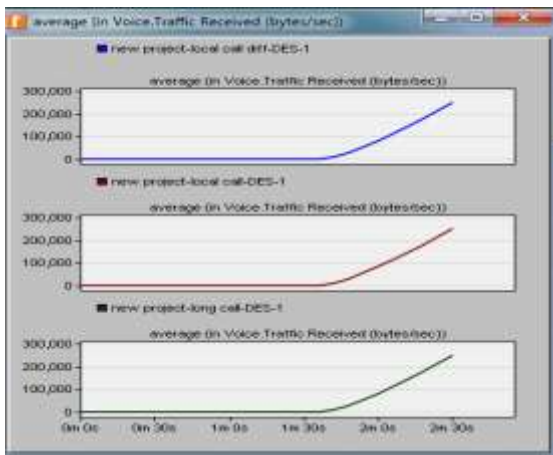 average (in Voice.Traffic Received (bytes/sec))
new project-local call diff-DES-1
average (in Voice.Traffic Received (bytes/sec))
300,000
200,000
100,000
0
new project-local call-DES-1
average (in Voice.Traffic Received (bytes/sec))
300,000
200,000
100,000
0
new project-long call-DES-1
average (in Voice.Traffic Received (bytes/sec))
300,000
200,000
100,000
0
0m 0s 0m 30s 1m 0s 1m 30s 2m 0s 2m 30s